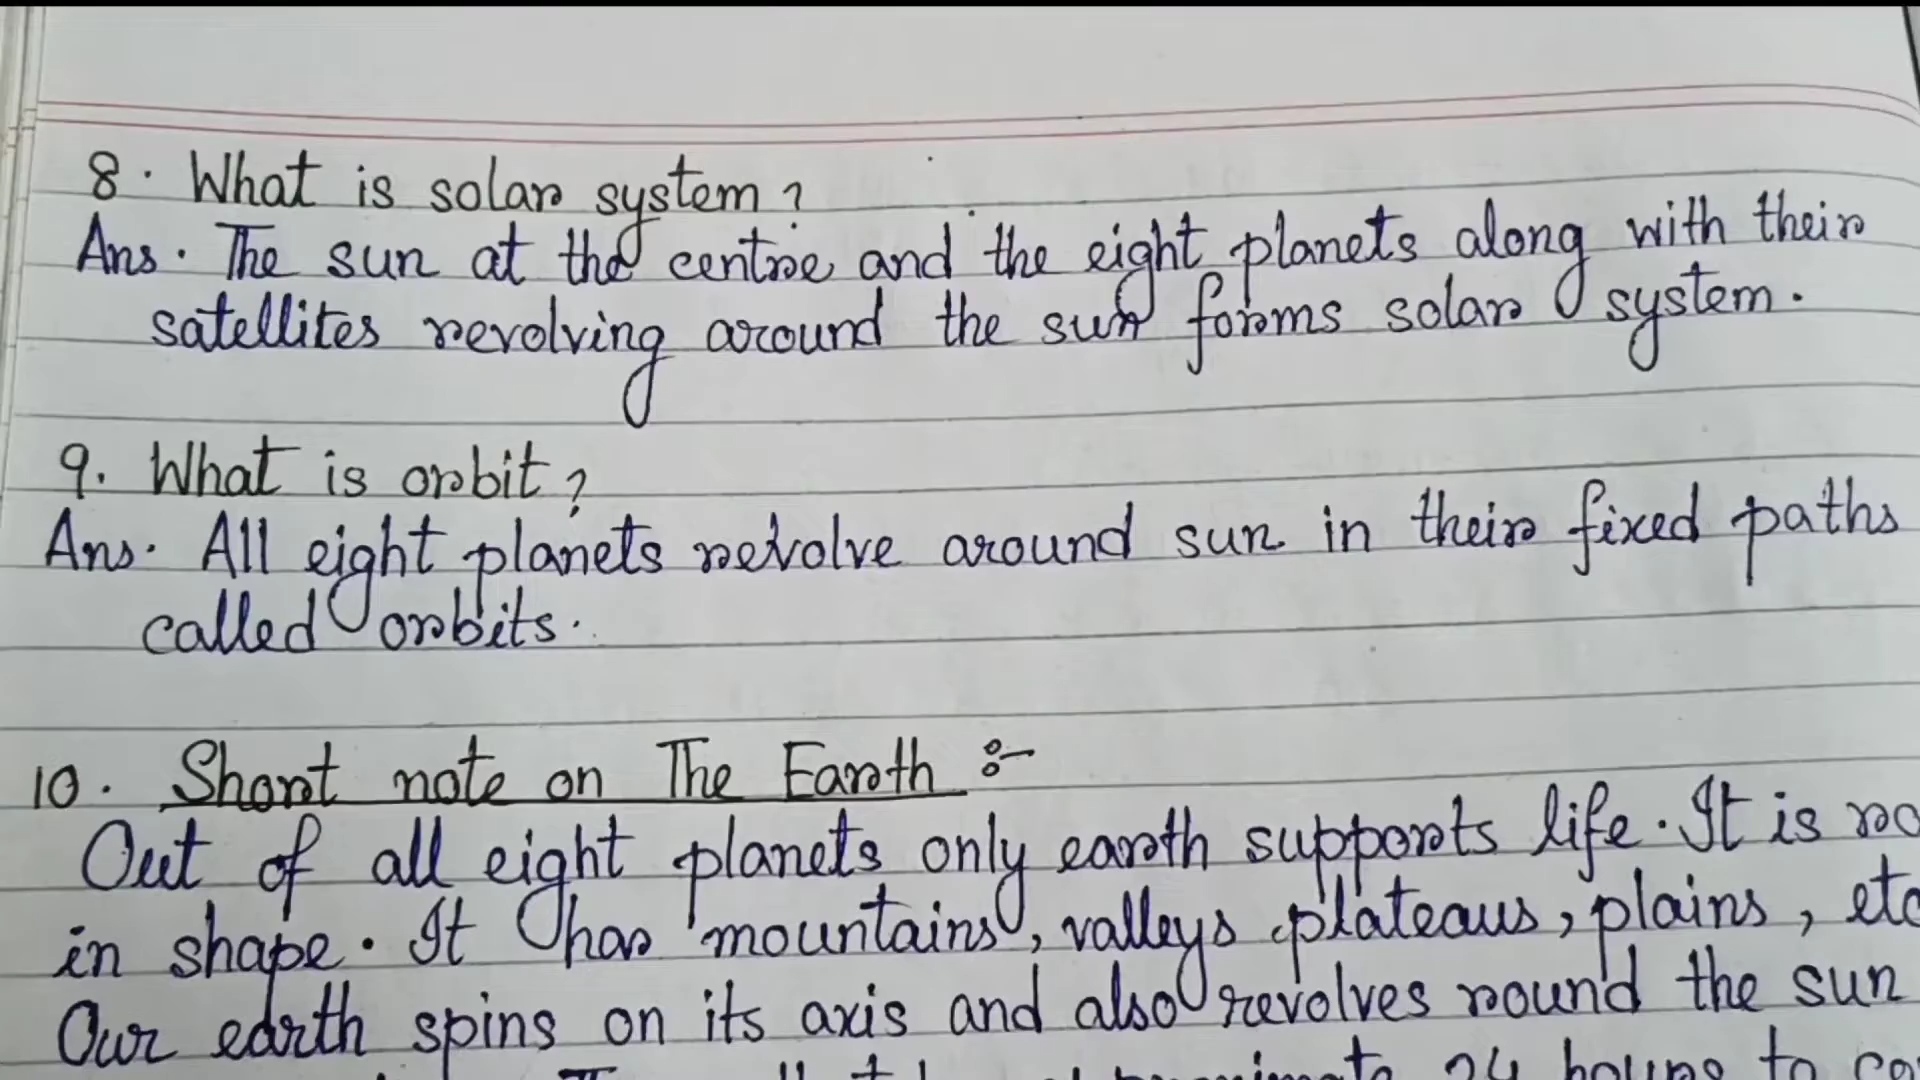 8. What is solar system?
Ans. The sun at the centre and the eight planets along with their
satellites revolving around the sun forms solar system.
9. What is orbit?
Ans. All eight planets revolve around sun in their fixed paths
called orbits.
10. Short note on The Earth :-
Out of all eight planets only earth supports life. It is
in shape. It has mountains, valleys plateaus, plains, etc
Our earth spins on its axis and also revolves round the sun
24 hours to